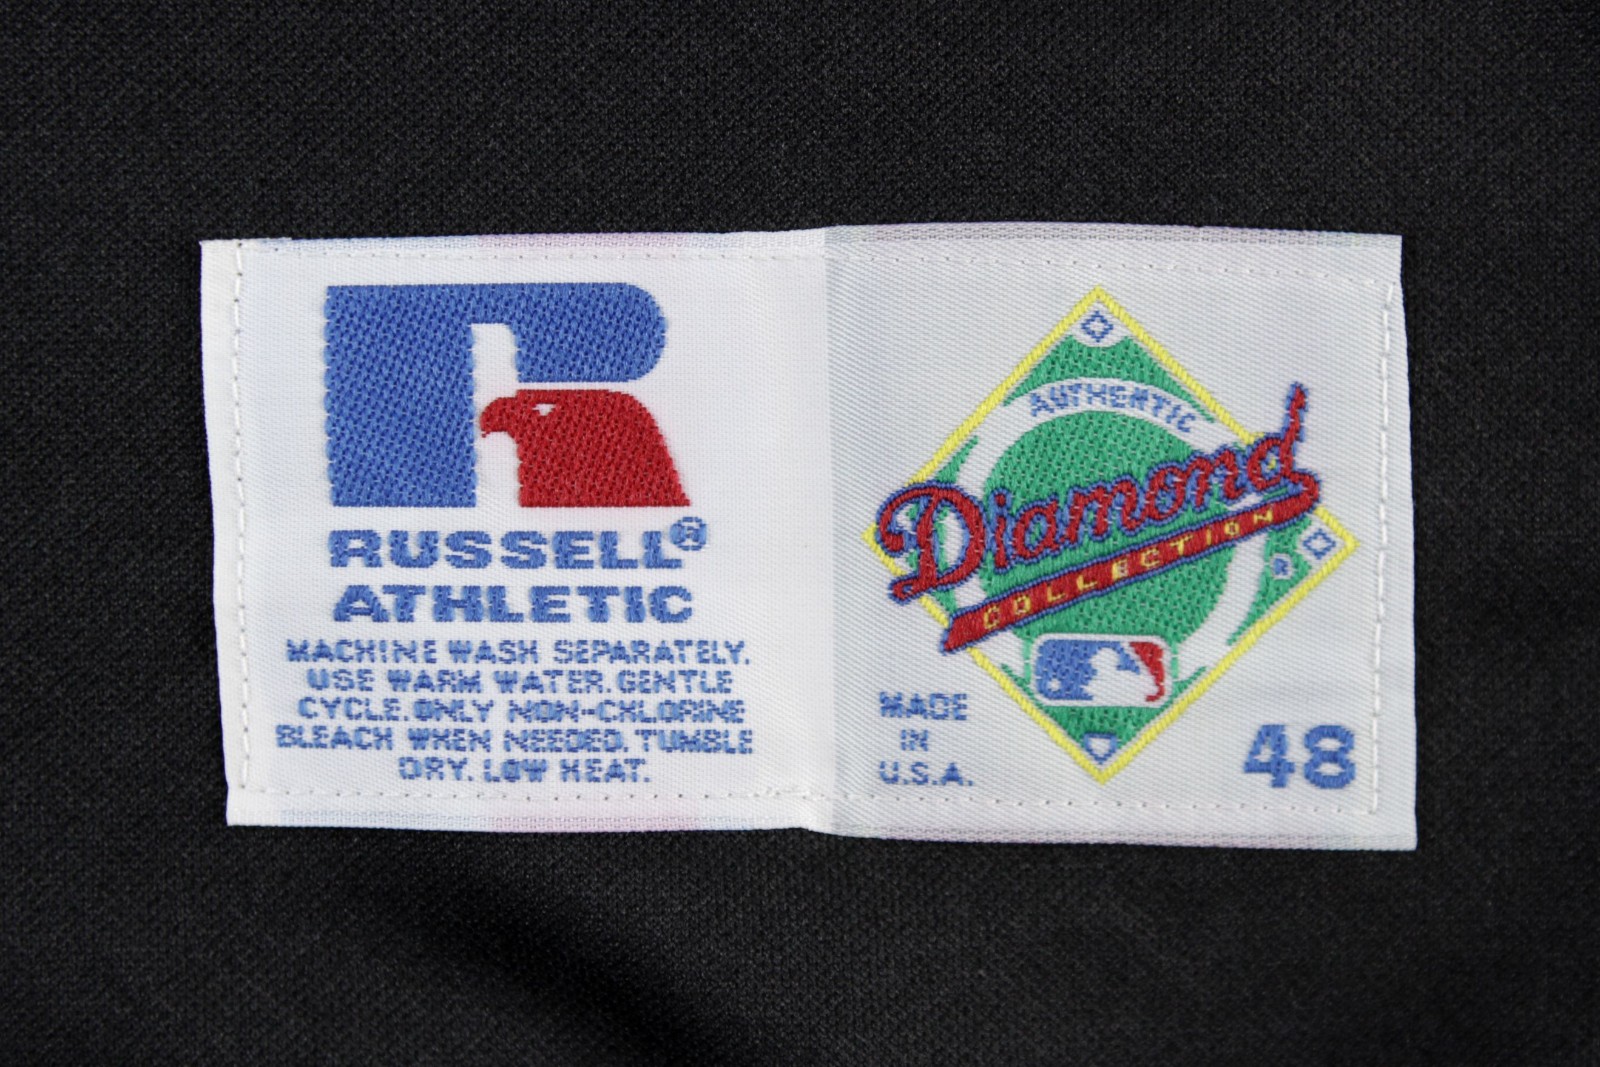 RUSSELL®
ATHLETIC
MACHINE WASH SEPARATELY.
USE WARM WATER. GENTLE
CYCLE. ONLY NON-CHLORINE
BLEACH WHEN NEEDED. TUMBLE
DRY. LOW HEAT.
AUTHENTIC
Diamond
COLLECTION
®
MADE
IN
U.S.A.
48